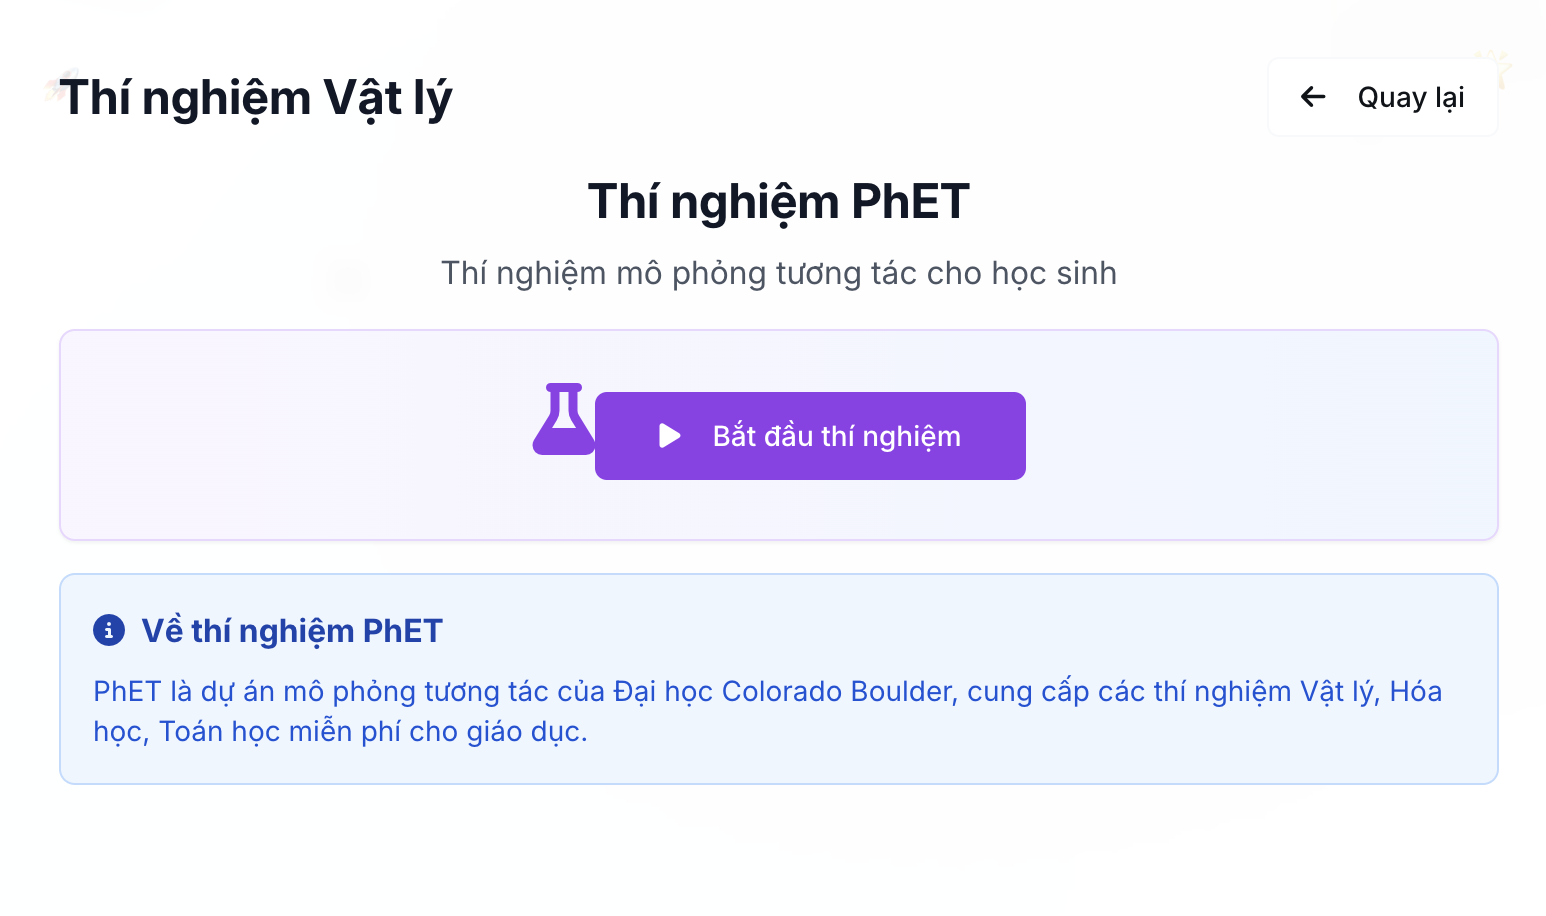 Thí nghiệm Vật lý
Quay lại
Thí nghiệm PhET
Thí nghiệm mô phỏng tương tác cho học sinh
Bắt đầu thí nghiệm
Về thí nghiệm PhET
PhET là dự án mô phỏng tương tác của Đại học Colorado Boulder, cung cấp các thí nghiệm Vật lý, Hóa
học, Toán học miễn phí cho giáo dục.